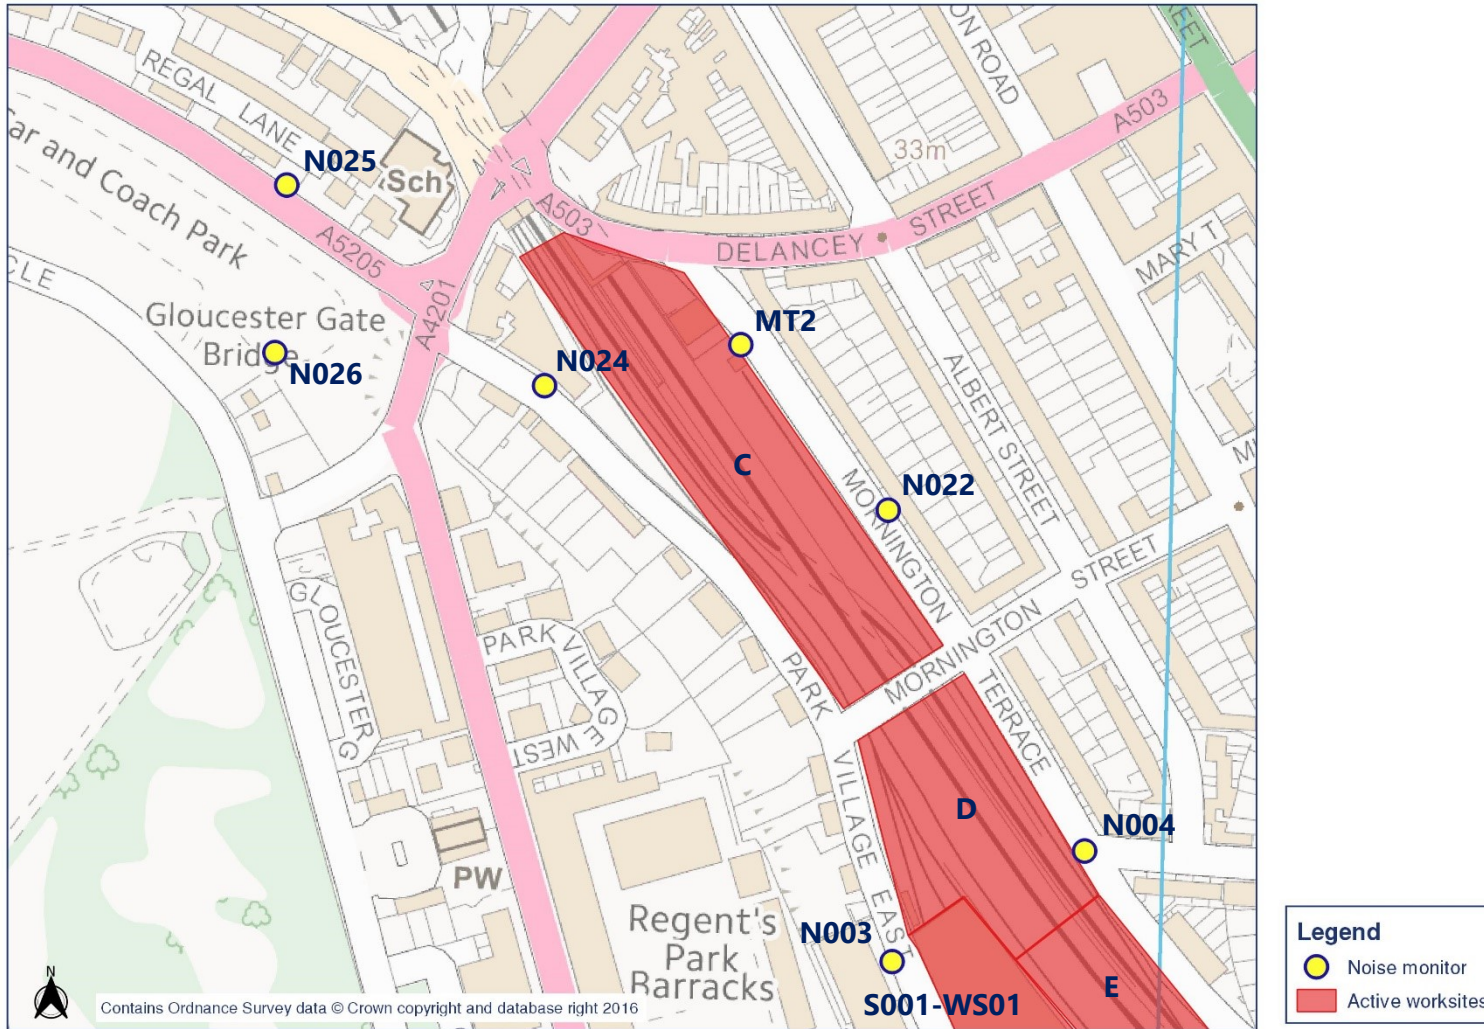 STREET
ON ROAD
REGAL LANE
A503
33m
ar and Coach Park
N025
Sch
A503
STREET
DELANCEY
MARY T
A5205
CLE
A4201
Gloucester Gate
Bridge
MT2
N026
N024
ALBERT STREET
C
N022
MORNINGTON
MORNINGTON STREET
TERRACE
GLOUCESTER G
PARK VILLAGE WEST
PARK
VILLAGE EAST
D
N004
PW
Regent's
Park
Barracks
N003
S001-WS01
E
N
Contains Ordnance Survey data © Crown copyright and database right 2016
Legend
Noise monitor
Active worksites